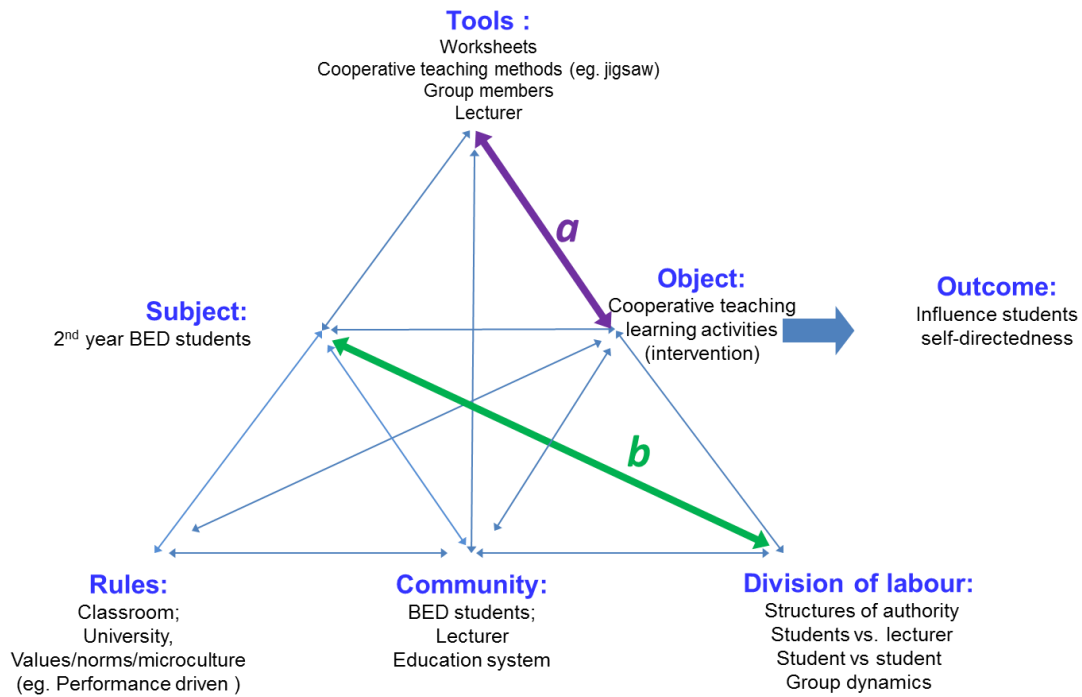 Tools :
Worksheets
Cooperative teaching methods (eg. jigsaw)
Group members
Lecturer
a
Subject:
2nd year BED students
Object:
Cooperative teaching
learning activities
(intervention)
Outcome:
Influence students
self-directedness
b
Rules:
Classroom;
University,
Values/norms/microculture
(eg. Performance driven )
Community:
BED students;
Lecturer
Education system
Division of labour:
Structures of authority
Students vs. lecturer
Student vs student
Group dynamics